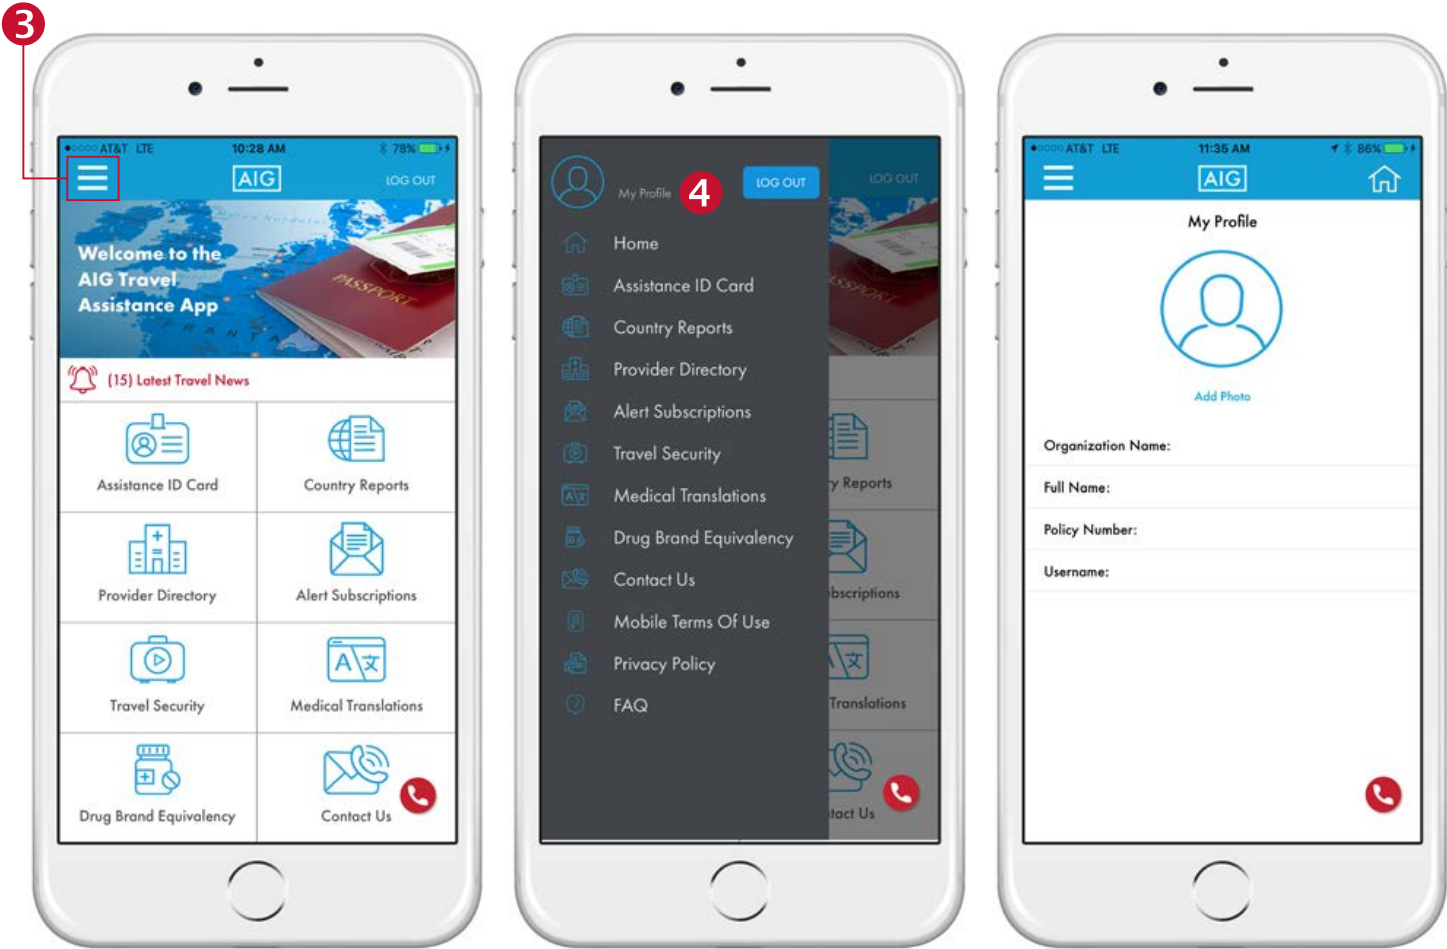 3
AT&T LTE 10:28 AM 78%
AIG LOG OUT
Welcome to the
AIG Travel
Assistance App
PASSPORT
(15) Latest Travel News
Assistance ID Card
Country Reports
Provider Directory
Alert Subscriptions
Travel Security
A
文
Medical Translations
Drug Brand Equivalency
Contact Us
My Profile 4 LOG OUT
LOG OUT
Home
Assistance ID Card
Country Reports
Provider Directory
Alert Subscriptions
Travel Security
Medical Translations
Drug Brand Equivalency
Contact Us
Mobile Terms Of Use
Privacy Policy
FAQ
PASSPORT
y Reports
bscriptions
文
Translations
tact Us
AT&T LTE 11:35 AM 86%
AIG
My Profile
Add Photo
Organization Name:
Full Name:
Policy Number:
Username: